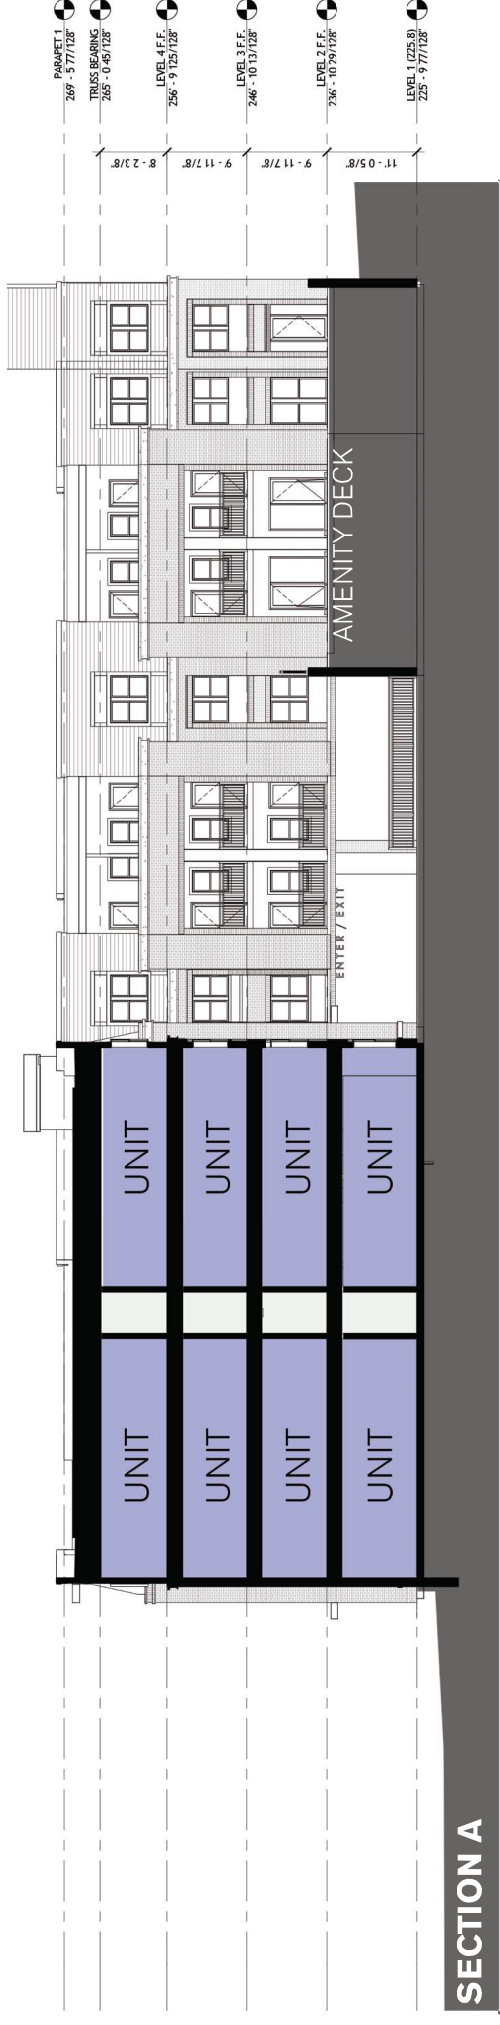 PARAPET 1
269' - 5 77/128"
TRUSS BEARING
265' - 0 45/128"
LEVEL 4 F.F.
256' - 9 125/128"
LEVEL 3 F.F.
246' - 10 13/128"
LEVEL 2 F.F.
236' - 10 29/128"
LEVEL 1 (225.8)
225' - 9 77/128"
8' - 2 3/8"
9' - 11 7/8"
9' - 11 7/8"
11' - 0 5/8"
AMENITY DECK
ENTER / EXIT
UNIT
UNIT
UNIT
UNIT
UNIT
UNIT
UNIT
UNIT
SECTION A